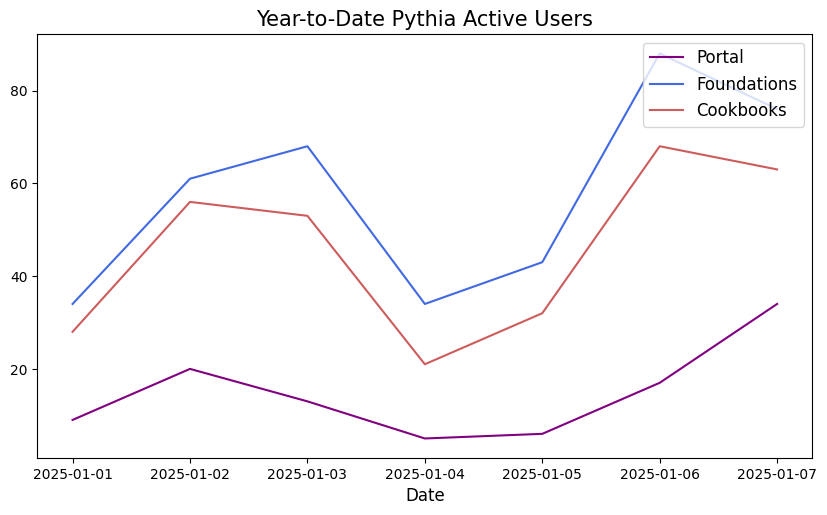 Year-to-Date Pythia Active Users
Portal
Foundations
Cookbooks
80
60
40
20
2025-01-01 2025-01-02 2025-01-03 2025-01-04 2025-01-05 2025-01-06 2025-01-07
Date